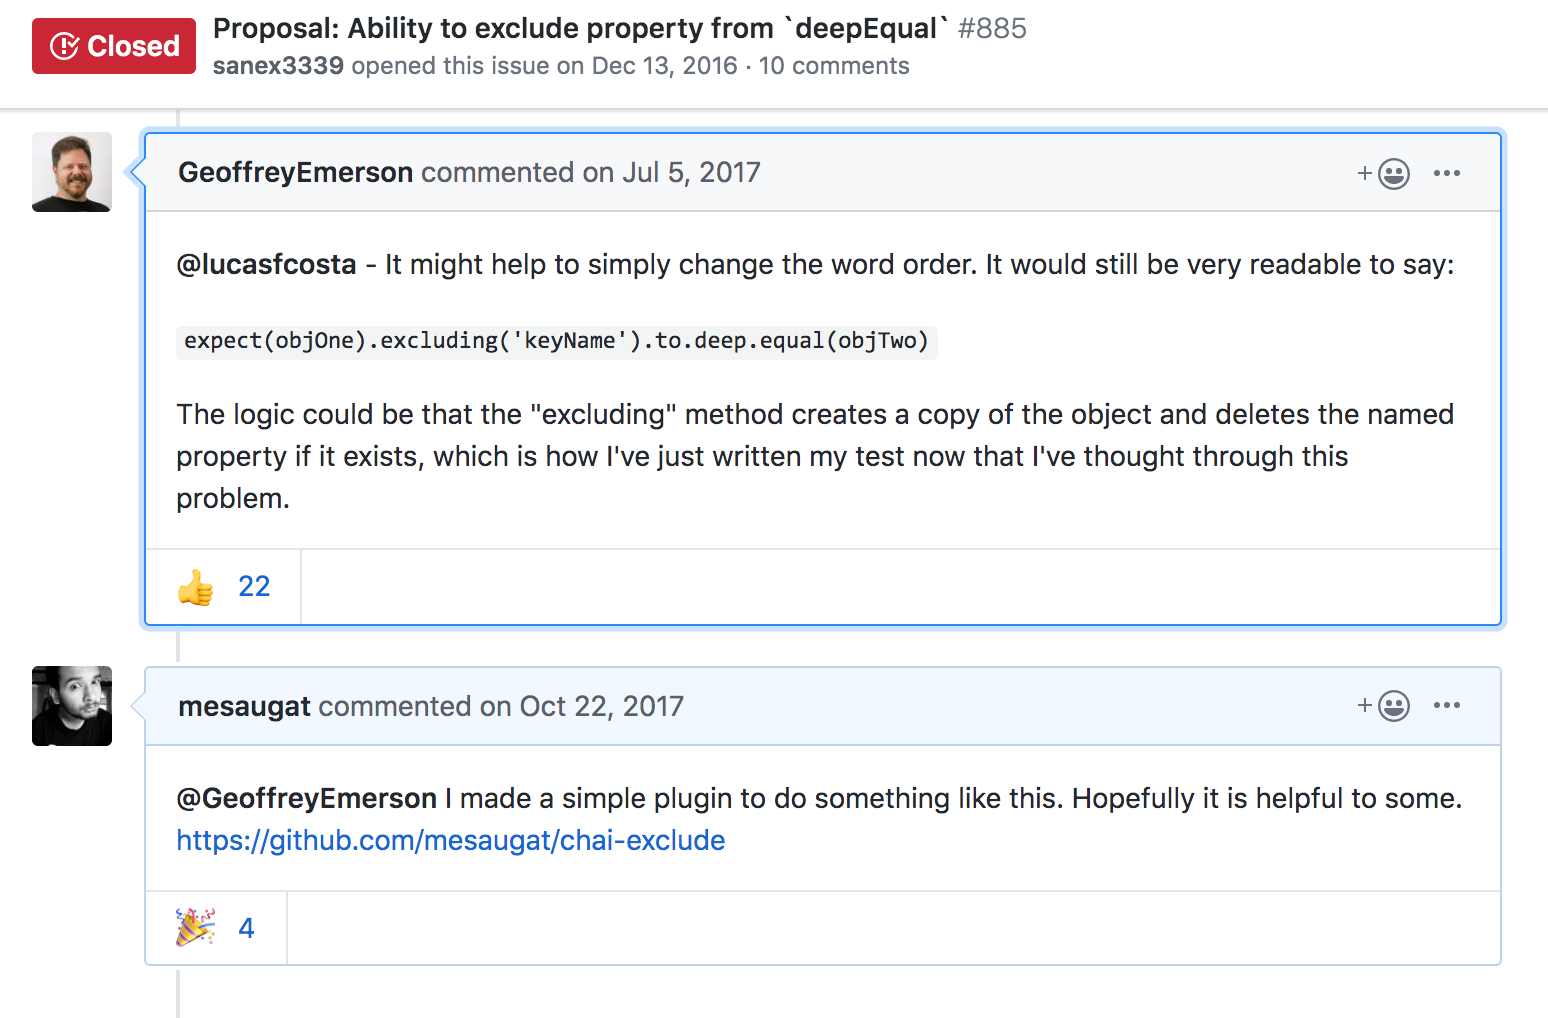 Closed
Proposal: Ability to exclude property from `deepEqual` #885
sanex3339 opened this issue on Dec 13, 2016 · 10 comments
GeoffreyEmerson commented on Jul 5, 2017
@lucasfcosta - It might help to simply change the word order. It would still be very readable to say:
expect(objOne).excluding('keyName').to.deep.equal(objTwo)
The logic could be that the "excluding" method creates a copy of the object and deletes the named
property if it exists, which is how I've just written my test now that I've thought through this
problem.
22
mesaugat commented on Oct 22, 2017
@GeoffreyEmerson I made a simple plugin to do something like this. Hopefully it is helpful to some.
https://github.com/mesaugat/chai-exclude
4